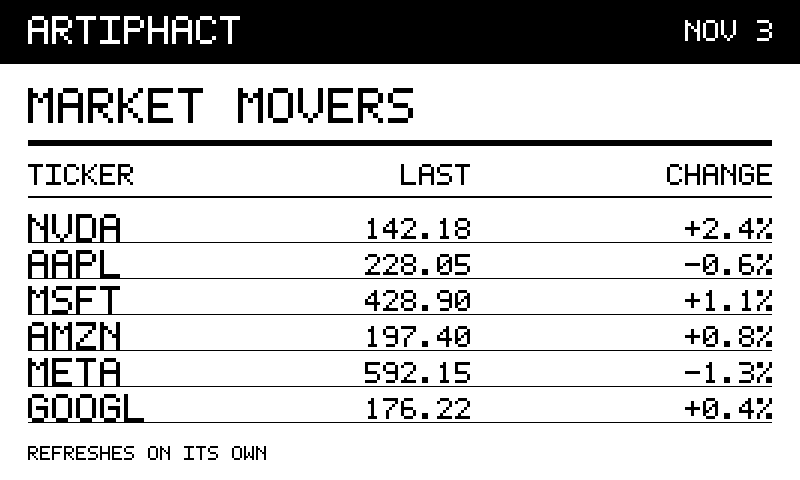 ARTIPHACT NOV 3
MARKET MOVERS
TICKER LAST CHANGE
NVDA 142.18 +2.4%
AAPL 228.05 -0.6%
MSFT 428.90 +1.1%
AMZN 197.40 +0.8%
META 592.15 -1.3%
GOOGL 176.22 +0.4%
REFRESHES ON ITS OWN